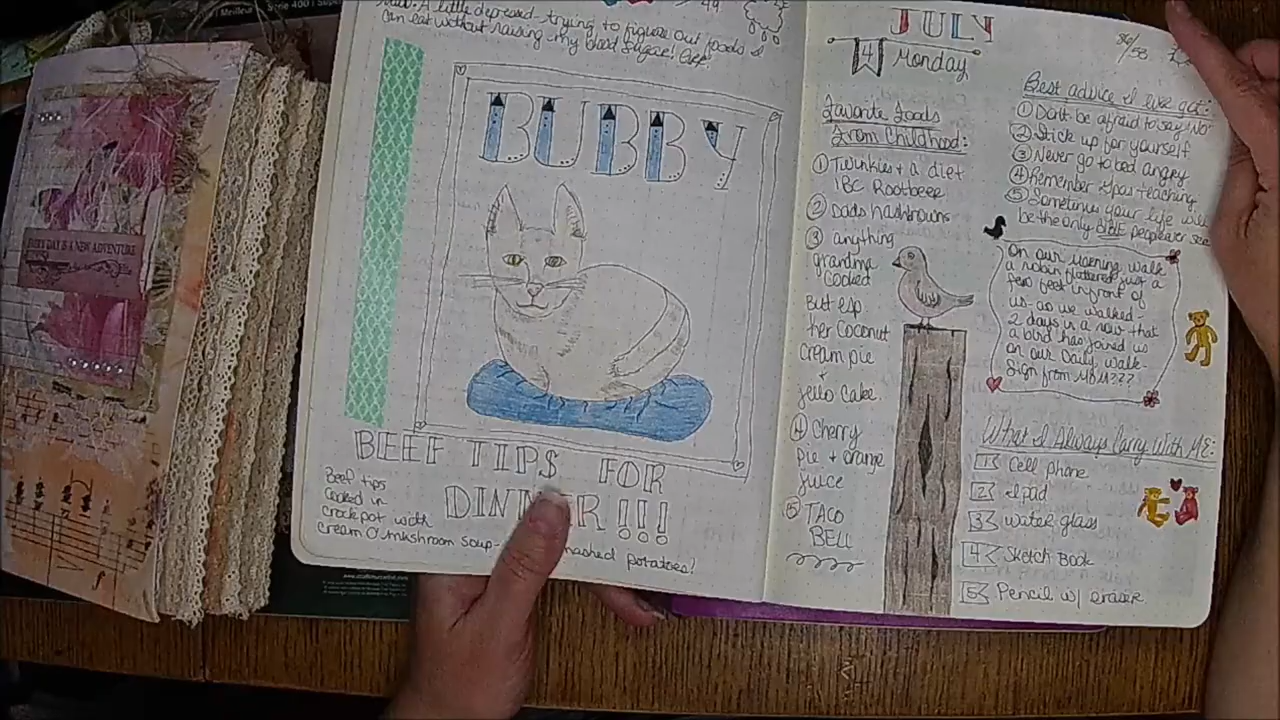 A little depressed - trying to figure out foods I
can eat without raising my blood sugar!
BUBBY
BEEF TIPS FOR
DINNER!!!
Beef tips
cooked in
crockpot with
cream o' mushroom soup-
mashed potatoes!
EVERY DAY IS A NEW ADVENTURE
JULY
4
Monday
86/58
Favorite Foods
From Childhood:
① Twinkies + a diet
IBC Rootbeer
② Dads hashbrowns
③ anything
grandma
cooked
But esp
her Coconut
Cream pie
+
Jello Cake.
④ Cherry
pie + orange
juice
⑤ TACO
BELL
Best advice I ever got:
① Don't be afraid to say NO
② Stick up for yourself
③ Never go to bed angry
④ Remember
⑤ Sometimes your life will
be the only people ever see
On our morning walk
a robin fluttered just a
few feet in front of
us - as we walked -
2 days in a row that
a bird has joined us
on our Daily walk -
Sign from MOM???
What I Always Carry With ME:
1 Cell phone
2 Ipad
3 water glass
4 Sketch Book
5 Pencil w/ eraser